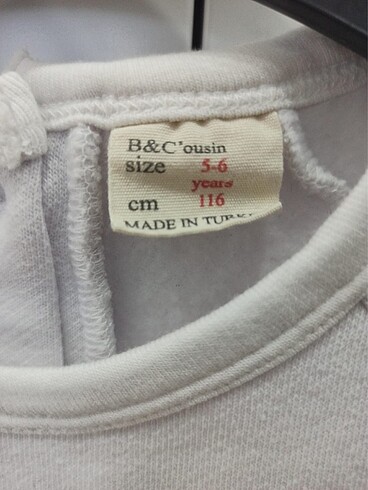 B&C'ousin
size 5-6
years
cm 116
MADE IN